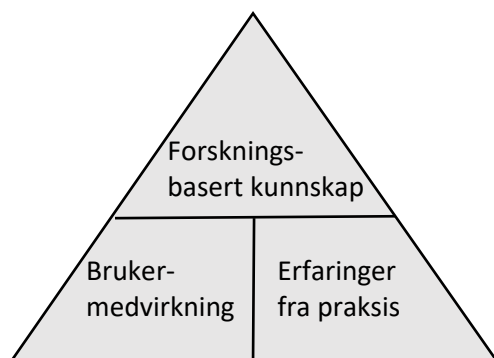 Forsknings-
basert kunnskap
Bruker-
medvirkning
Erfaringer
fra praksis